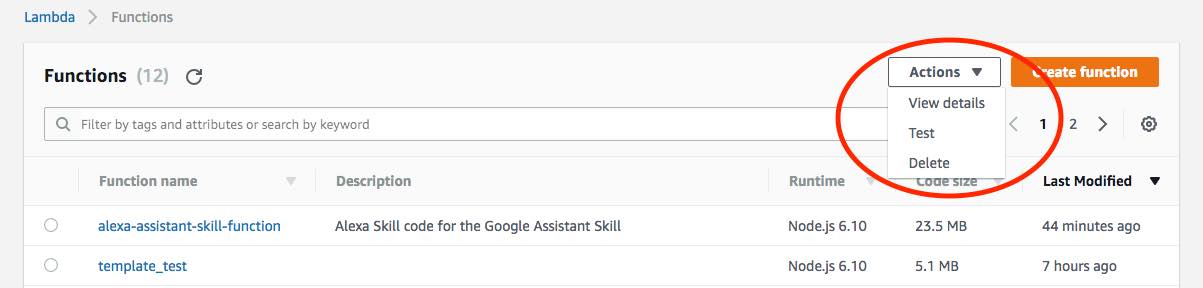 Lambda > Functions
Functions (12) Actions Create function
View details
Filter by tags and attributes or search by keyword 1 2
Test
Delete
Function name Description Runtime Code size Last Modified
alexa-assistant-skill-function Alexa Skill code for the Google Assistant Skill Node.js 6.10 23.5 MB 44 minutes ago
template_test Node.js 6.10 5.1 MB 7 hours ago